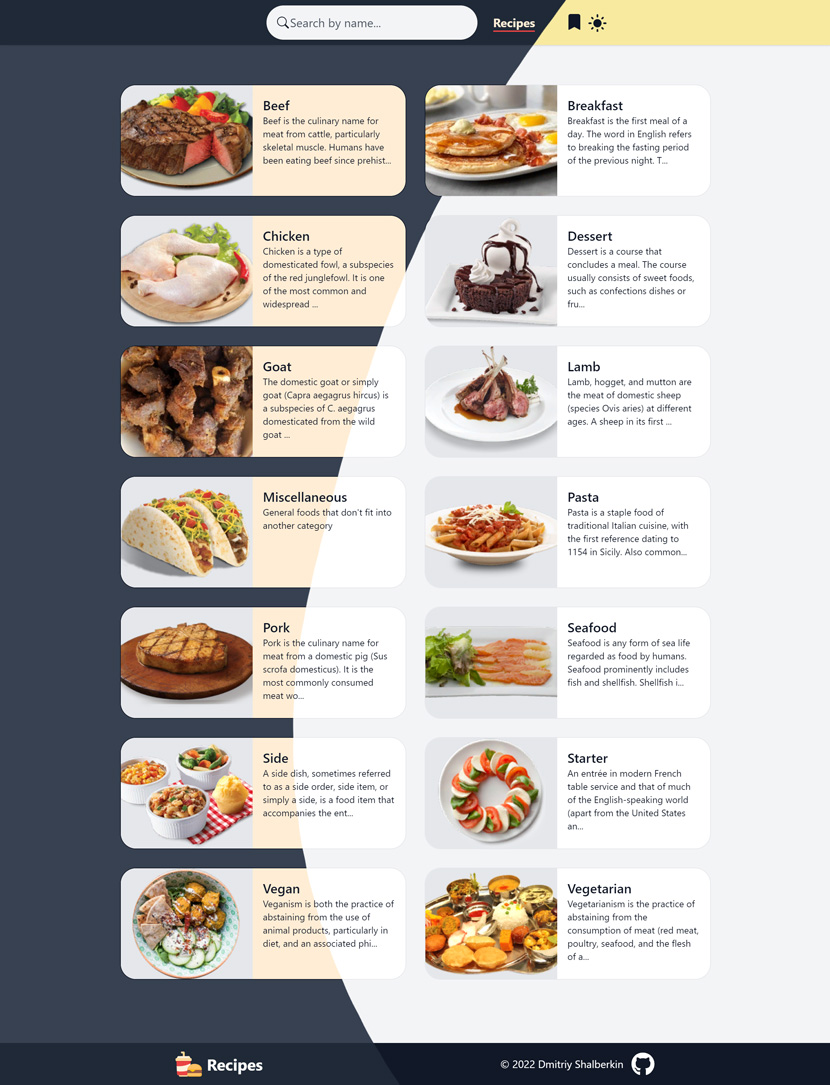 Search by name...
Recipes
Beef
Beef is the culinary name for
meat from cattle, particularly
skeletal muscle. Humans have
been eating beef since prehist...
Breakfast
Breakfast is the first meal of a
day. The word in English refers
to breaking the fasting period
of the previous night. T...
Chicken
Chicken is a type of
domesticated fowl, a subspecies
of the red junglefowl. It is one
of the most common and
widespread ...
Dessert
Dessert is a course that
concludes a meal. The course
usually consists of sweet foods,
such as confections dishes or
fru...
Goat
The domestic goat or simply
goat (Capra aegagrus hircus) is
a subspecies of C. aegagrus
domesticated from the wild
goat ...
Lamb
Lamb, hogget, and mutton are
the meat of domestic sheep
(species Ovis aries) at different
ages. A sheep in its first ...
Miscellaneous
General foods that don't fit into
another category
Pasta
Pasta is a staple food of
traditional Italian cuisine, with
the first reference dating to
1154 in Sicily. Also common...
Pork
Pork is the culinary name for
meat from a domestic pig (Sus
scrofa domesticus). It is the
most commonly consumed
meat wo...
Seafood
Seafood is any form of sea life
regarded as food by humans.
Seafood prominently includes
fish and shellfish. Shellfish i...
Side
A side dish, sometimes referred
to as a side order, side item, or
simply a side, is a food item that
accompanies the ent...
Starter
An entrée in modern French
table service and that of much
of the English-speaking world
(apart from the United States
an...
Vegan
Veganism is both the practice of
abstaining from the use of
animal products, particularly in
diet, and an associated phi...
Vegetarian
Vegetarianism is the practice of
abstaining from the
consumption of meat (red meat,
poultry, seafood, and the flesh
of a...
Recipes
© 2022 Dmitriy Shalberkin